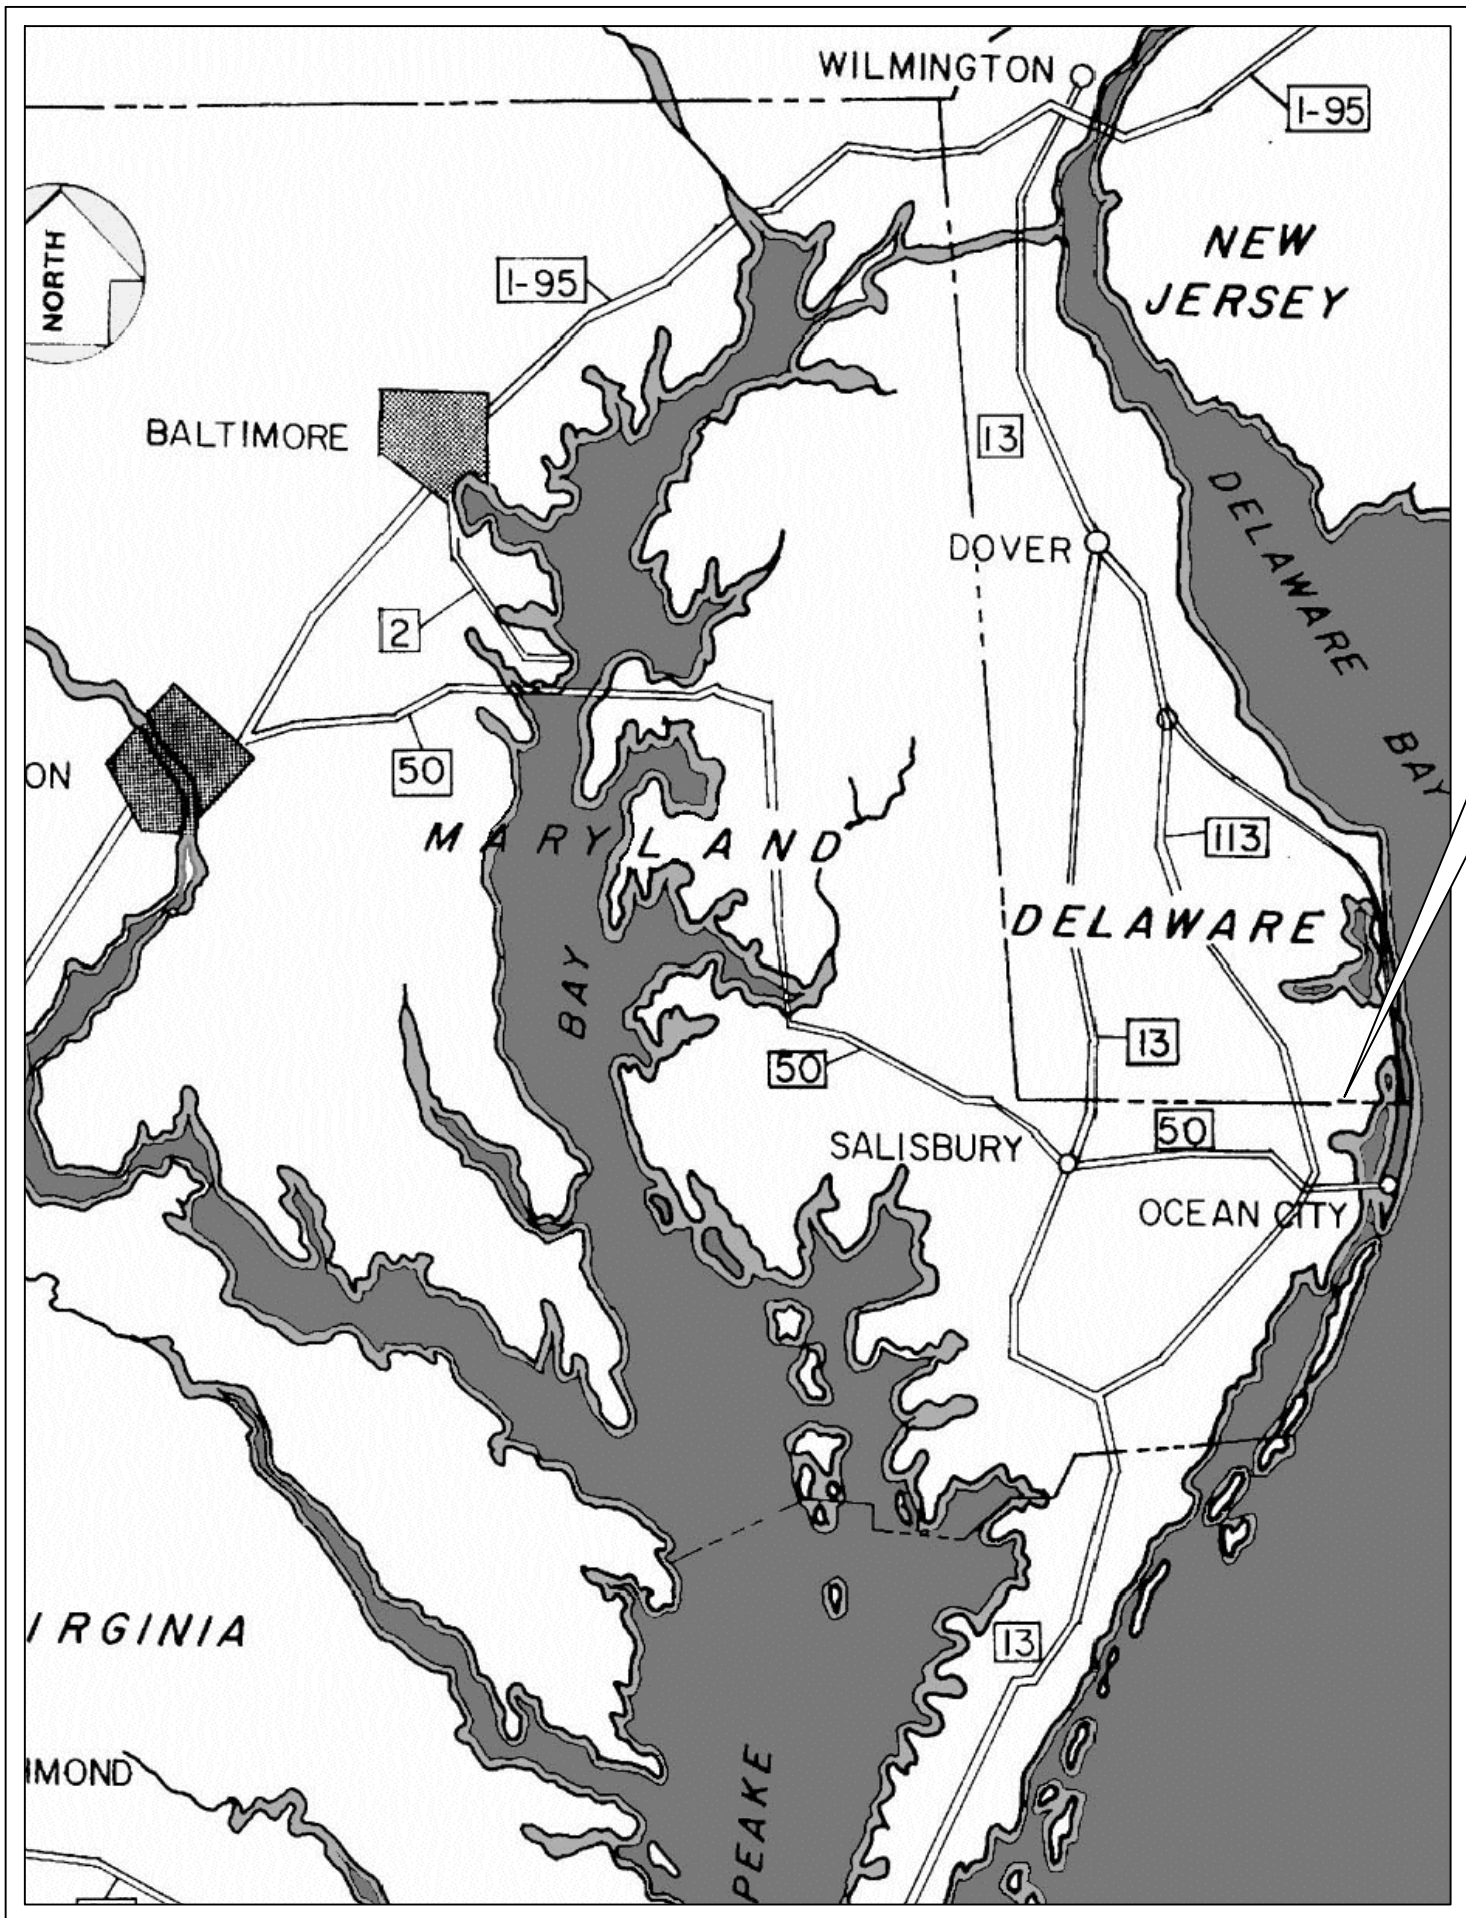 WILMINGTON
I-95
NORTH
NEW
JERSEY
I-95
BALTIMORE
13
DELAWARE
BAY
DOVER
2
50
ON
MARYLAND
113
DELAWARE
BAY
13
50
50
SALISBURY
OCEAN CITY
IRGINIA
13
MOND
PEAKE